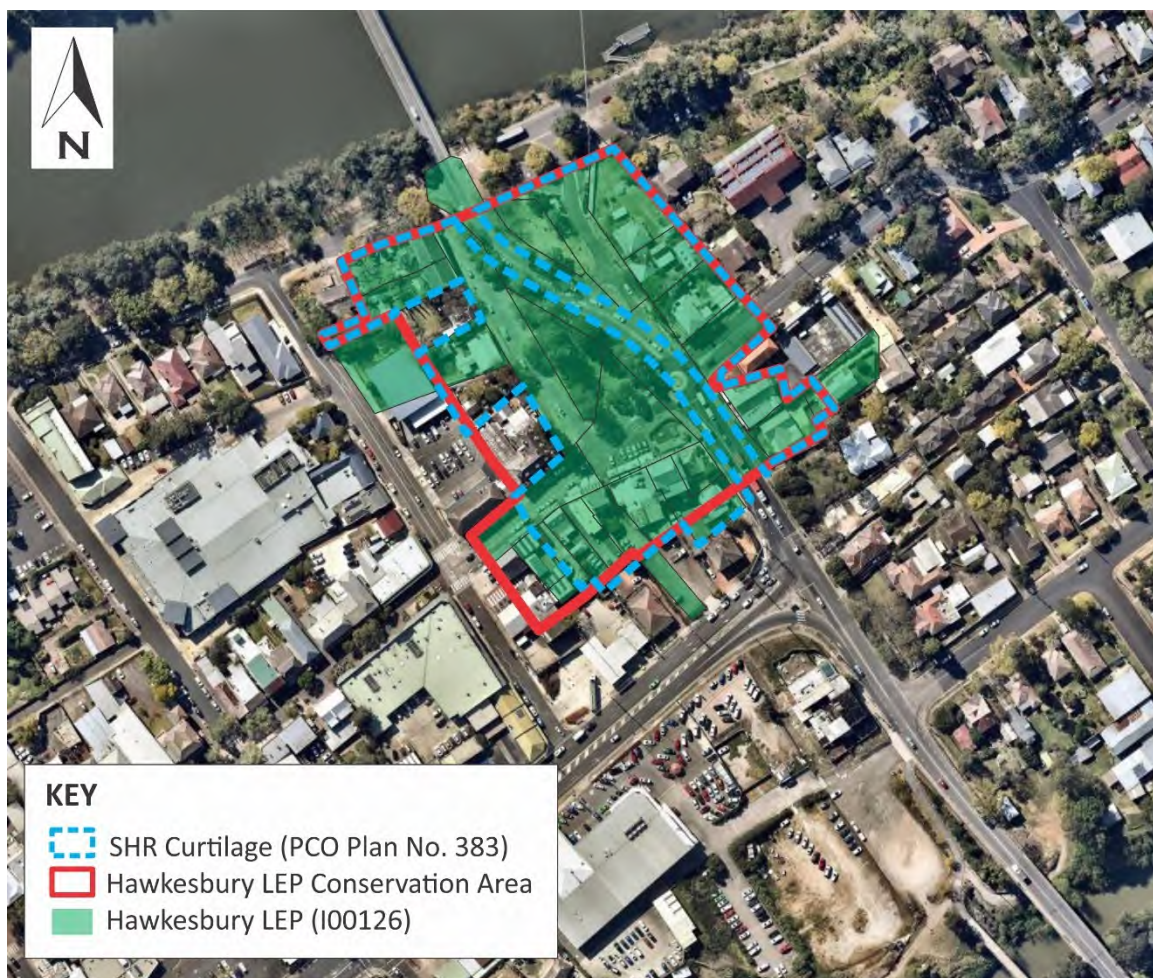 N
KEY
SHR Curtilage (PCO Plan No. 383)
Hawkesbury LEP Conservation Area
Hawkesbury LEP (I00126)